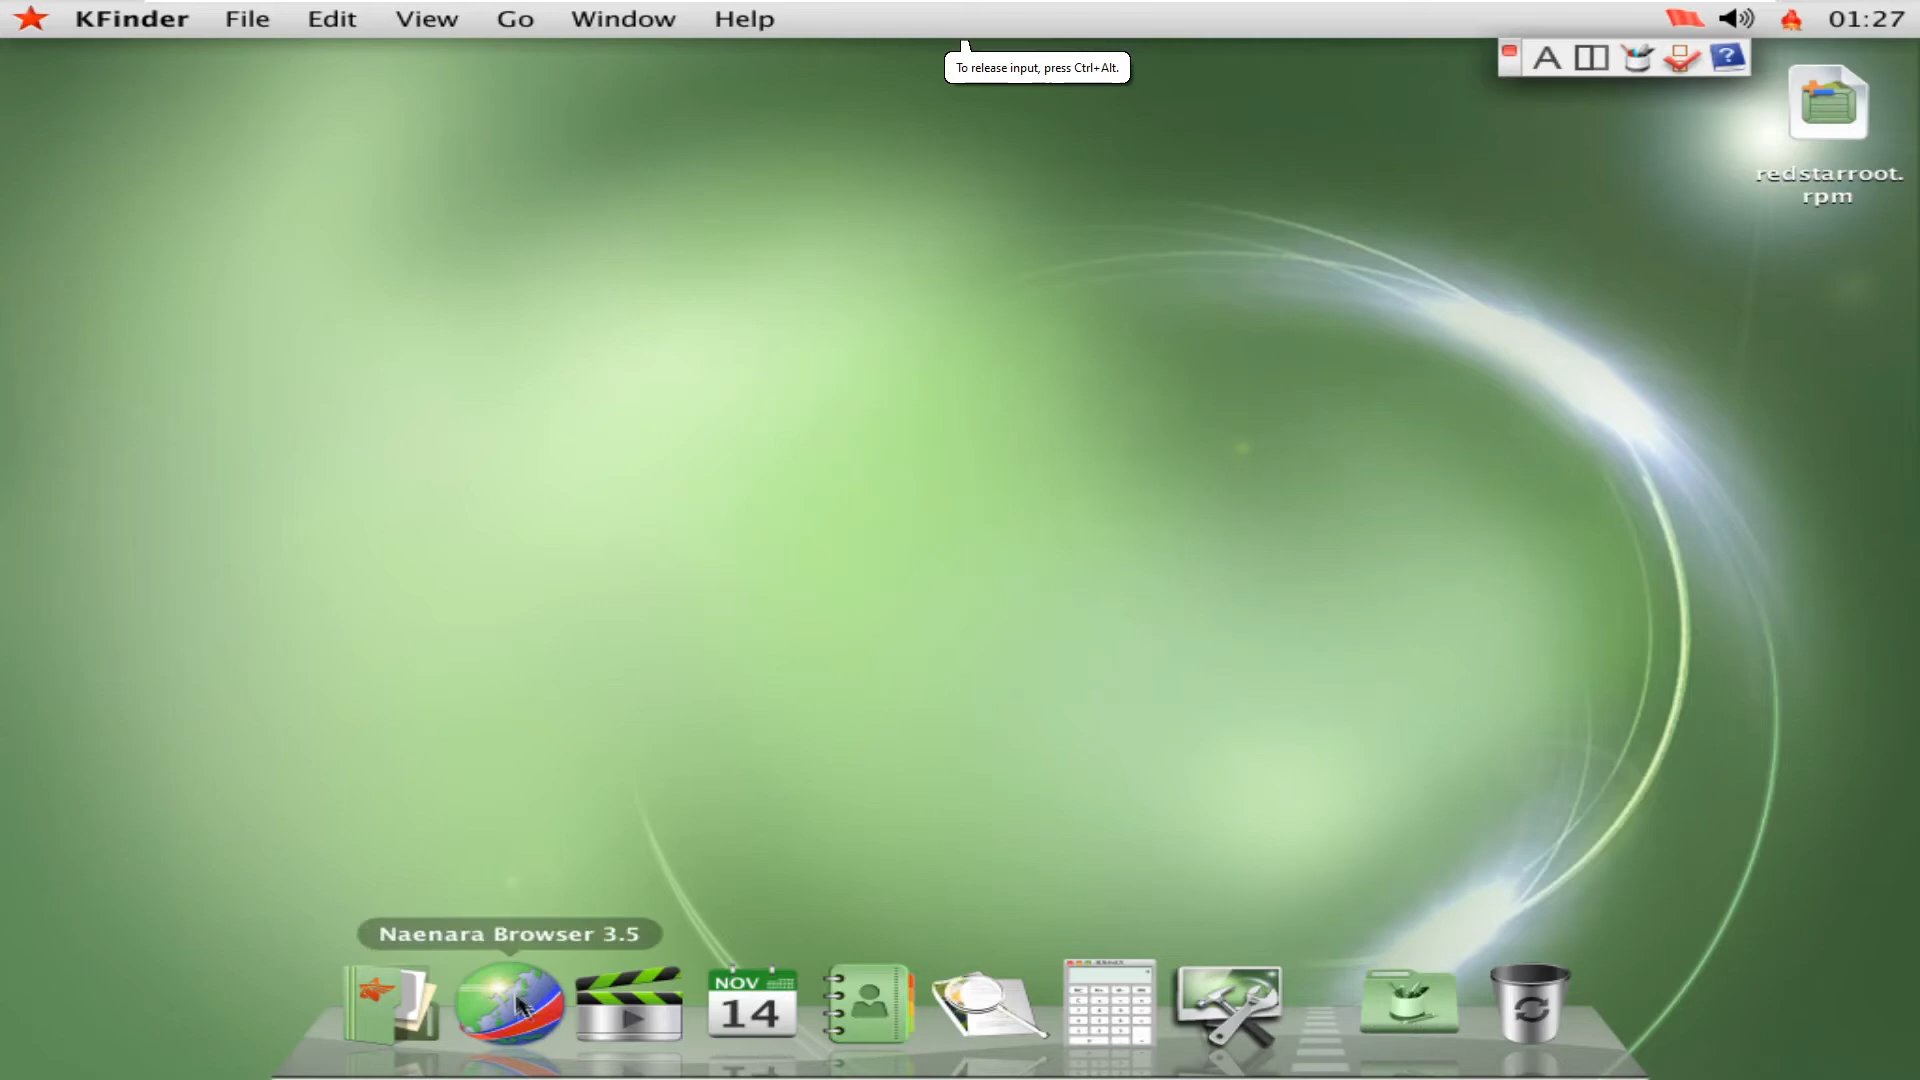 KFinder File Edit View Go Window Help 01:27
To release input, press Ctrl+Alt.
A ?
redstarroot.
rpm
Naenara Browser 3.5
NOV
14